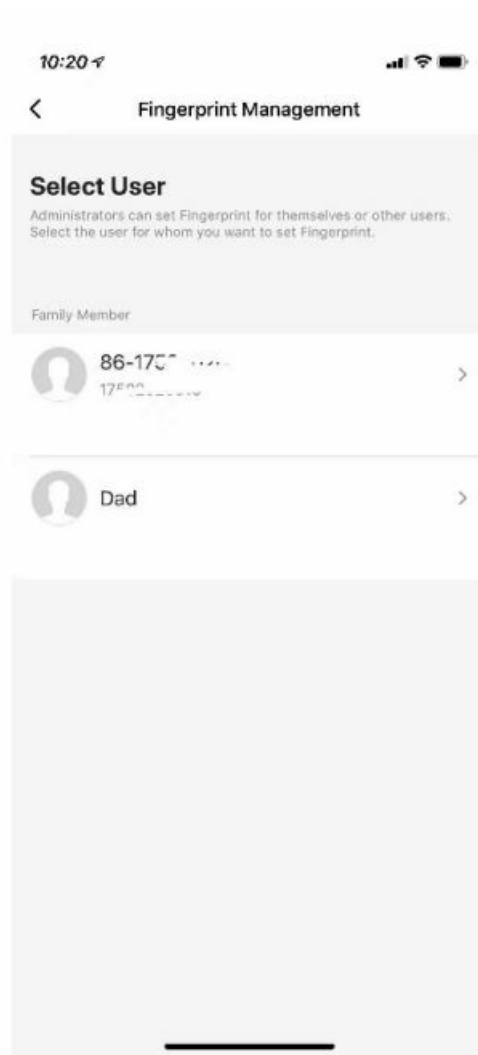 10:20
Fingerprint Management
Select User
Administrators can set Fingerprint for themselves or other users.
Select the user for whom you want to set Fingerprint.
Family Member
Dad